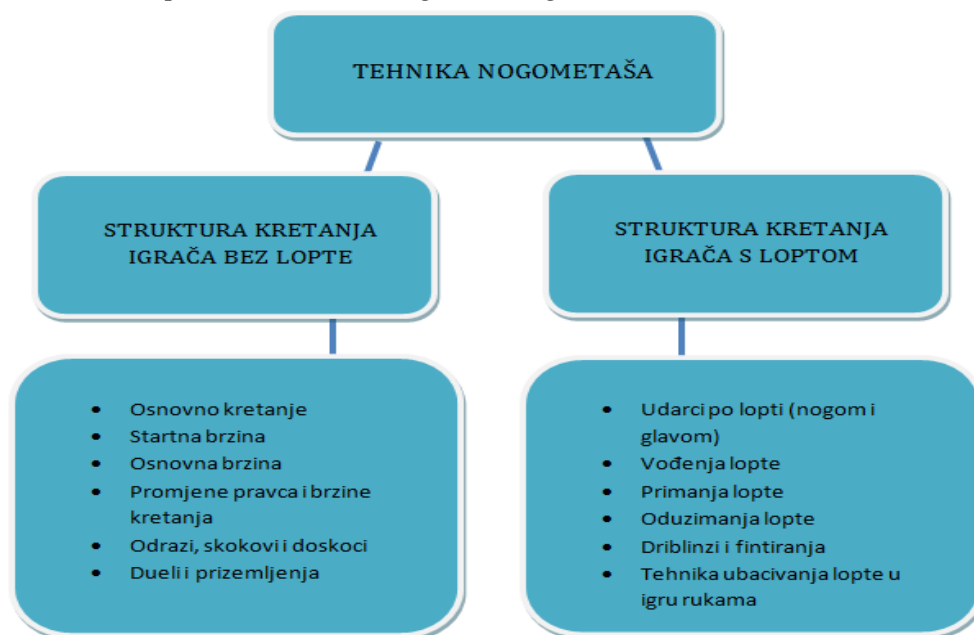 TEHNIKA NOGOMETAŠA
STRUKTURA KRETANJA
IGRAČA BEZ LOPTE
STRUKTURA KRETANJA
IGRAČA S LOPTOM
• Osnovno kretanje
• Startna brzina
• Osnovna brzina
• Promjene pravca i brzine
kretanja
• Odrazi, skokovi i doskoci
• Dueli i prizemljenja
• Udarci po lopti (nogom i
glavom)
• Vođenja lopte
• Primanja lopte
• Oduzimanja lopte
• Driblinzi i fintiranja
• Tehnika ubacivanja lopte u
igru rukama